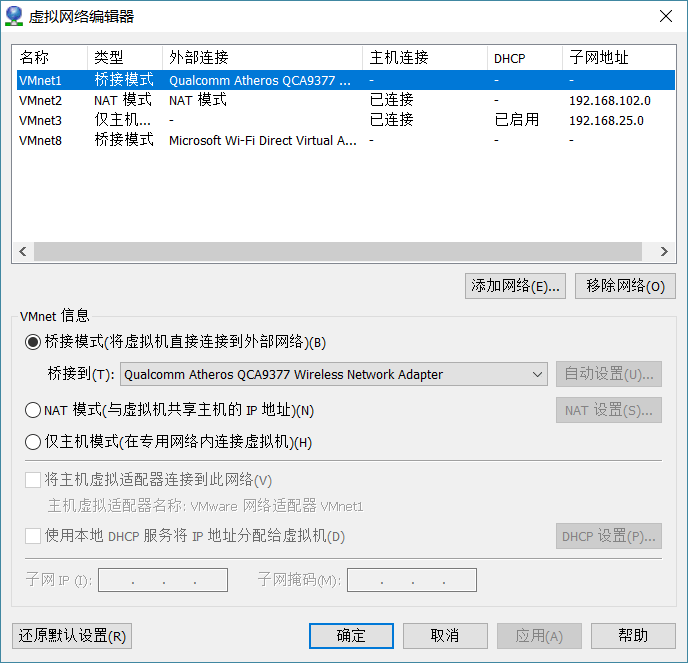 虚拟网络编辑器
名称 类型 外部连接 主机连接 DHCP 子网地址
VMnet1 桥接模式 Qualcomm Atheros QCA9377 ... - - -
VMnet2 NAT 模式 NAT 模式 已连接 - 192.168.102.0
VMnet3 仅主机... - 已连接 已启用 192.168.25.0
VMnet8 桥接模式 Microsoft Wi-Fi Direct Virtual A... - - -
添加网络(E)... 移除网络(O)
VMnet 信息
桥接模式(将虚拟机直接连接到外部网络)(B)
桥接到(T): Qualcomm Atheros QCA9377 Wireless Network Adapter 自动设置(U)...
NAT 模式(与虚拟机共享主机的 IP 地址)(N) NAT 设置(S)...
仅主机模式(在专用网络内连接虚拟机)(H)
将主机虚拟适配器连接到此网络(V)
主机虚拟适配器名称: VMware 网络适配器 VMnet1
使用本地 DHCP 服务将 IP 地址分配给虚拟机(D) DHCP 设置(P)...
子网 IP (I): . . . 子网掩码(M): . . .
还原默认设置(R) 确定 取消 应用(A) 帮助